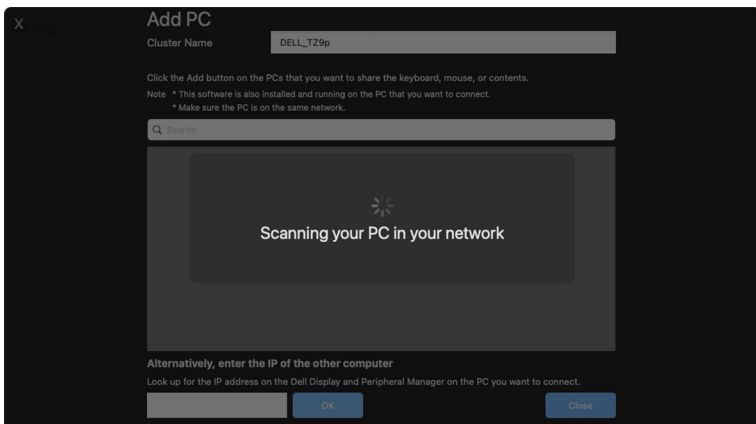 X
Add PC
Cluster Name
DELL_TZ9p
Click the Add button on the PCs that you want to share the keyboard, mouse, or contents.
Note * This software is also installed and running on the PC that you want to connect.
* Make sure the PC is on the same network.
Search
Scanning your PC in your network
Alternatively, enter the IP of the other computer
Look up for the IP address on the Dell Display and Peripheral Manager on the PC you want to connect.
OK
Close